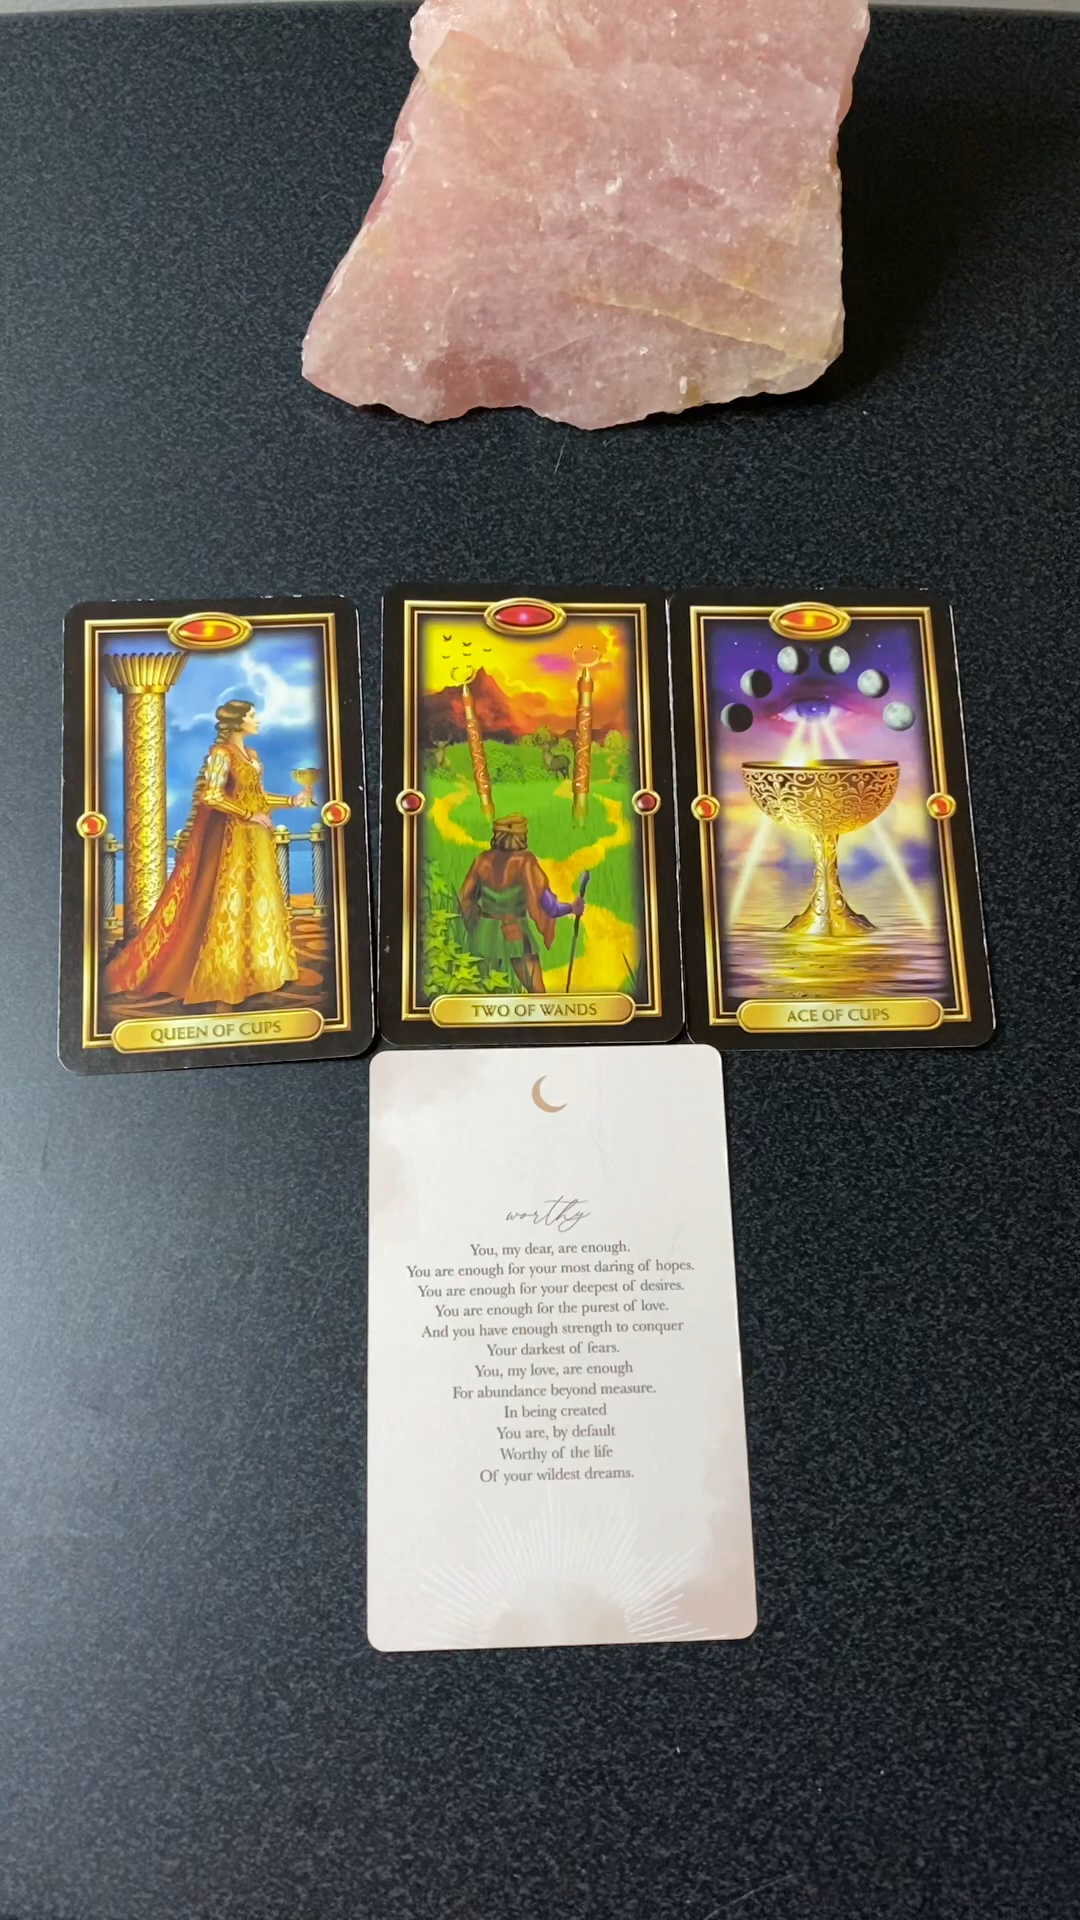 QUEEN OF CUPS
TWO OF WANDS
ACE OF CUPS
worthy
You, my dear, are enough.
You are enough for your most daring of hopes.
You are enough for your deepest of desires.
You are enough for the purest of love.
And you have enough strength to conquer
Your darkest of fears.
You, my love, are enough
For abundance beyond measure.
In being created
You are, by default
Worthy of the life
Of your wildest dreams.